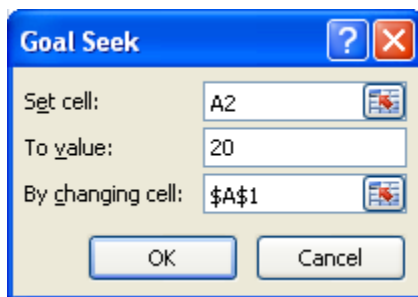 Goal Seek
Set cell: A2
To value: 20
By changing cell: $A$1
OK Cancel